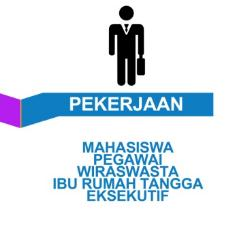 PEKERJAAN
MAHASISWA
PEGAWAI
WIRASWASTA
IBU RUMAH TANGGA
EKSEKUTIF